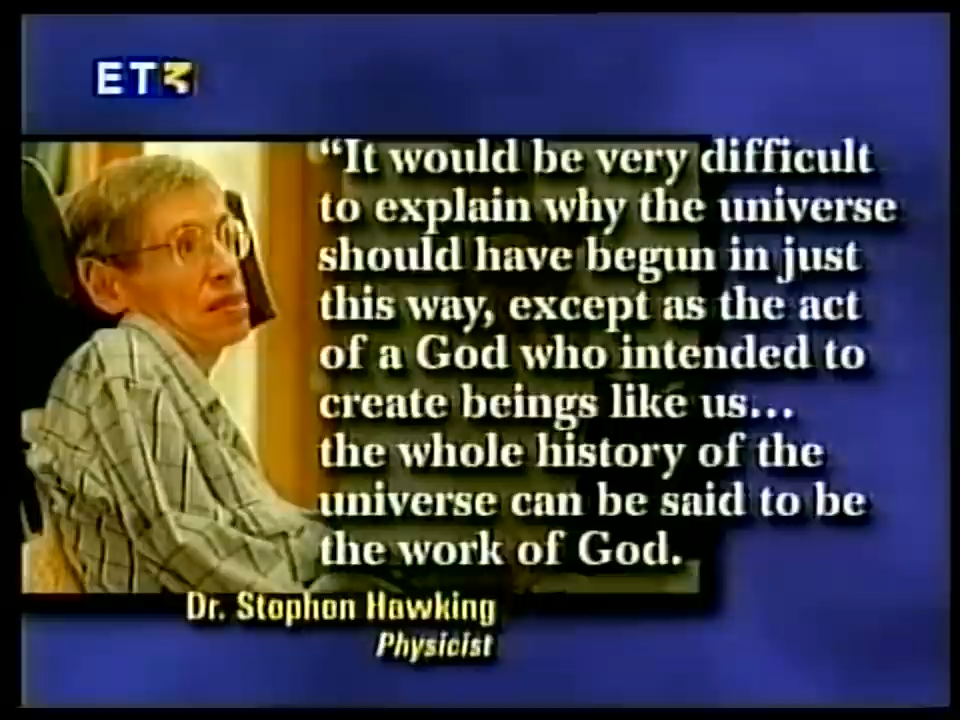 ET3
“It would be very difficult
to explain why the universe
should have begun in just
this way, except as the act
of a God who intended to
create beings like us...
the whole history of the
universe can be said to be
the work of God.
Dr. Stophon Hawking
Physicist